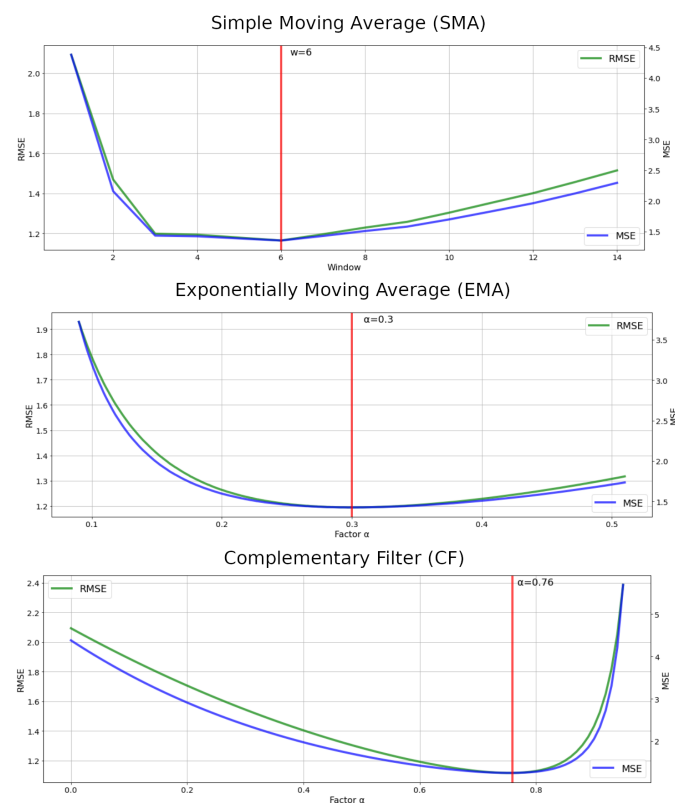 Simple Moving Average (SMA)
w=6
RMSE
MSE
2.0
1.8
1.6
1.4
1.2
RMSE
4.5
4.0
3.5
3.0
2.5
2.0
1.5
MSE
2
4
6
8
10
12
14
Window
Exponentially Moving Average (EMA)
α=0.3
RMSE
MSE
1.9
1.8
1.7
1.6
1.5
1.4
1.3
1.2
RMSE
3.5
3.0
2.5
2.0
1.5
MSE
0.1
0.2
0.3
0.4
0.5
Factor α
Complementary Filter (CF)
α=0.76
RMSE
MSE
2.4
2.2
2.0
1.8
1.6
1.4
1.2
RMSE
5
4
3
2
MSE
0.0
0.2
0.4
0.6
0.8
Factor α